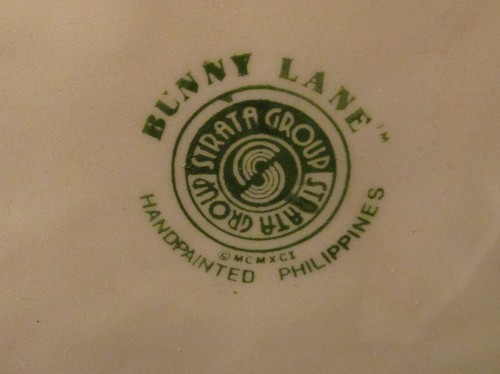 BUNNY LANE™
STRATA GROUP
STRATA GROUP
© MCMXCI
HANDPAINTED PHILIPPINES